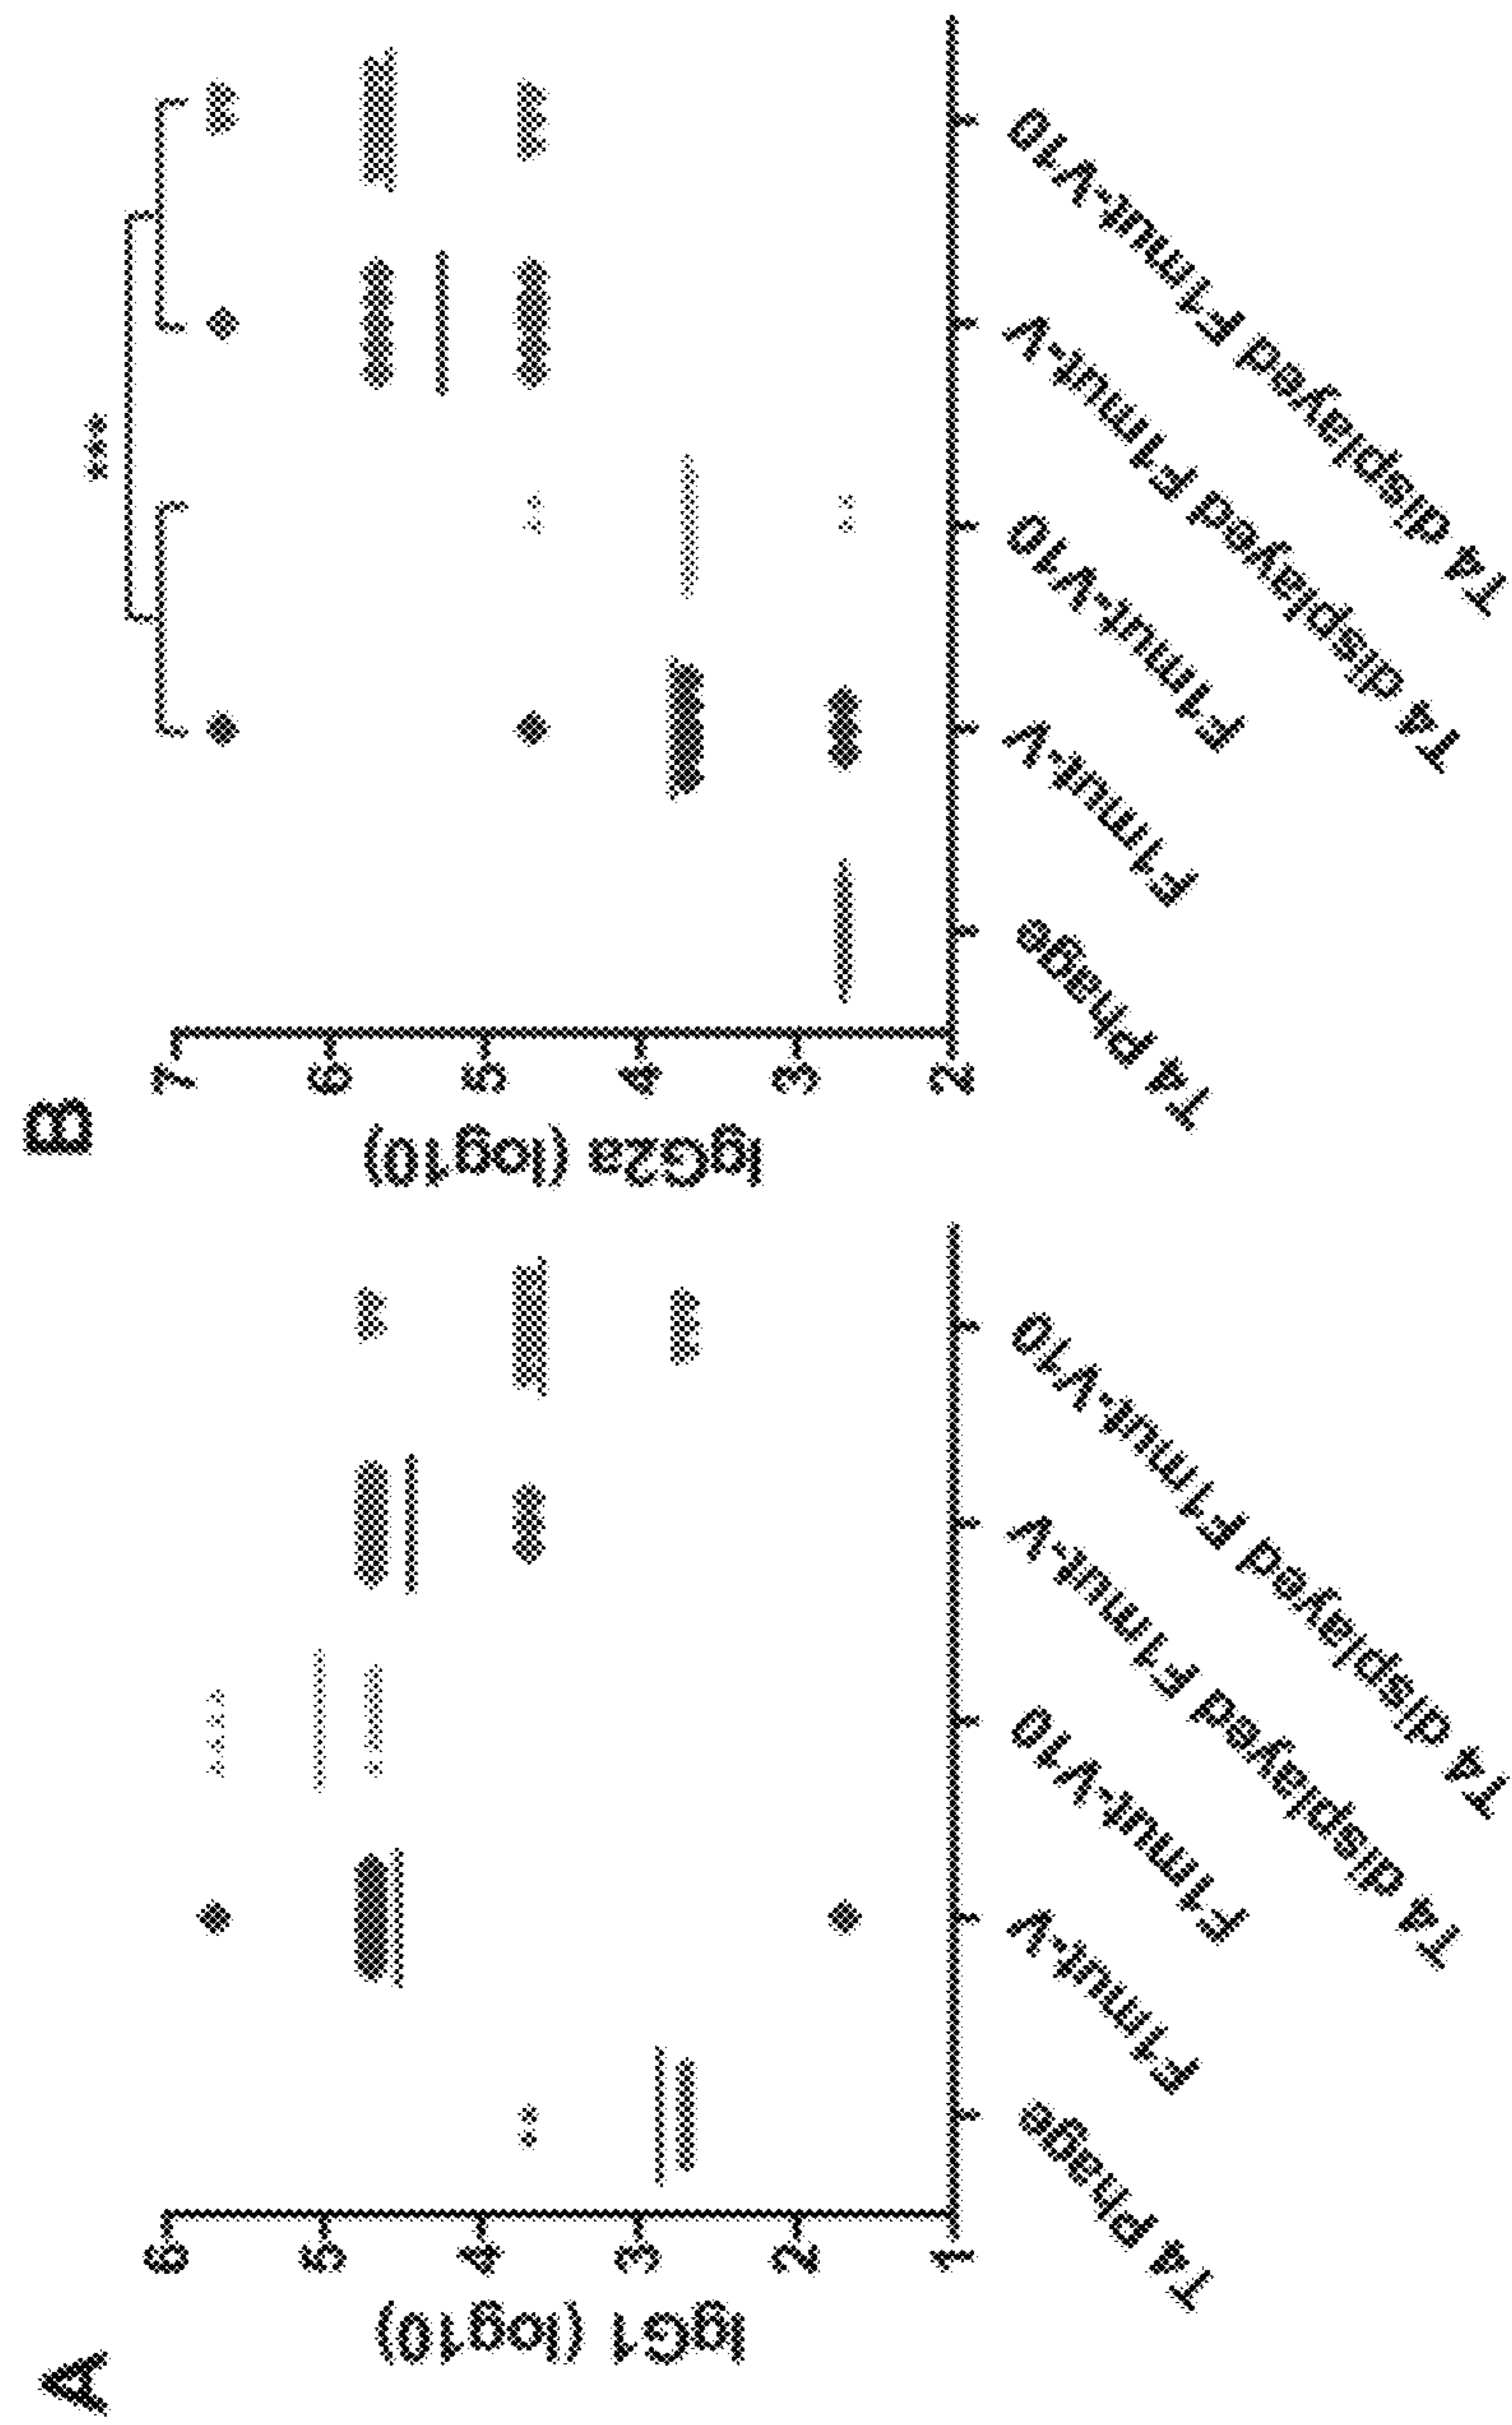 A
IgG1 (log10)
6
5
4
3
2
1
T4 Phage
F1mut-V
F1mut-V10
T4 displayed F1mut-V
T4 displayed F1mut-V10
B
***
IgG2a (log10)
7
6
5
4
3
2
T4 Phage
F1mut-V
F1mut-V10
T4 displayed F1mut-V
T4 displayed F1mut-V10